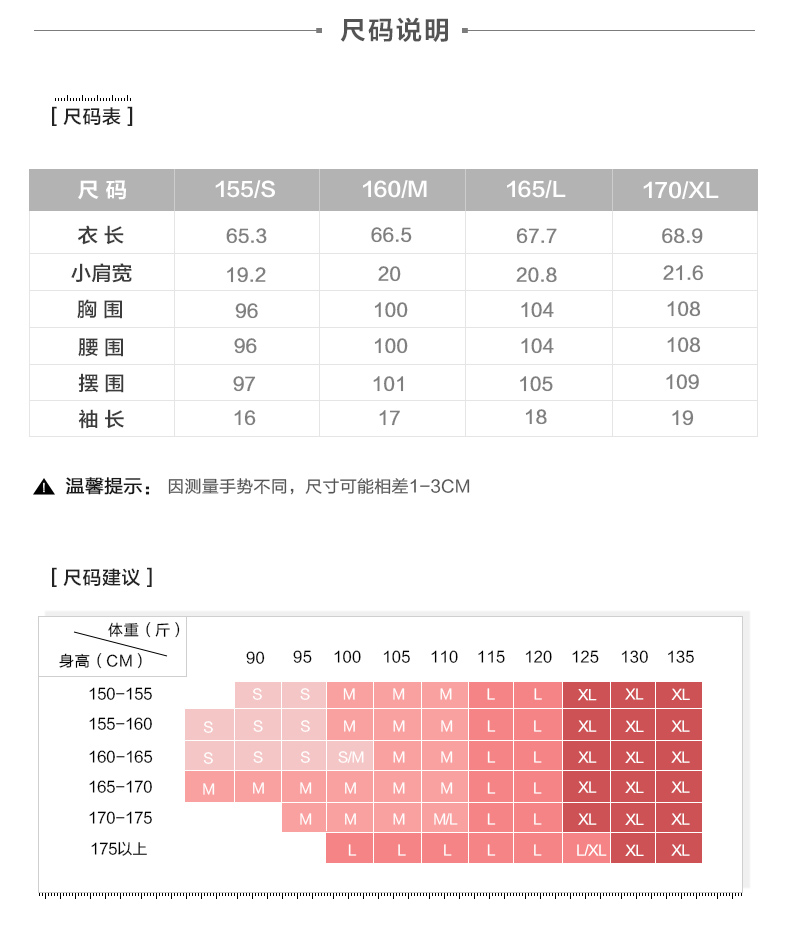 尺码说明
[ 尺码表 ]
尺 码 155/S 160/M 165/L 170/XL
衣 长 65.3 66.5 67.7 68.9
小肩宽 19.2 20 20.8 21.6
胸 围 96 100 104 108
腰 围 96 100 104 108
摆 围 97 101 105 109
袖 长 16 17 18 19
温馨提示： 因测量手势不同，尺寸可能相差1-3CM
[ 尺码建议 ]
体重（斤）
身高（CM） 90 95 100 105 110 115 120 125 130 135
150-155 S S M M M L L XL XL XL
155-160 S S S M M M L L XL XL XL
160-165 S S S S/M M M L L XL XL XL
165-170 M M M M M M L L XL XL XL
170-175 M M M M/L L L XL XL XL
175以上 L L L L L L/XL XL XL